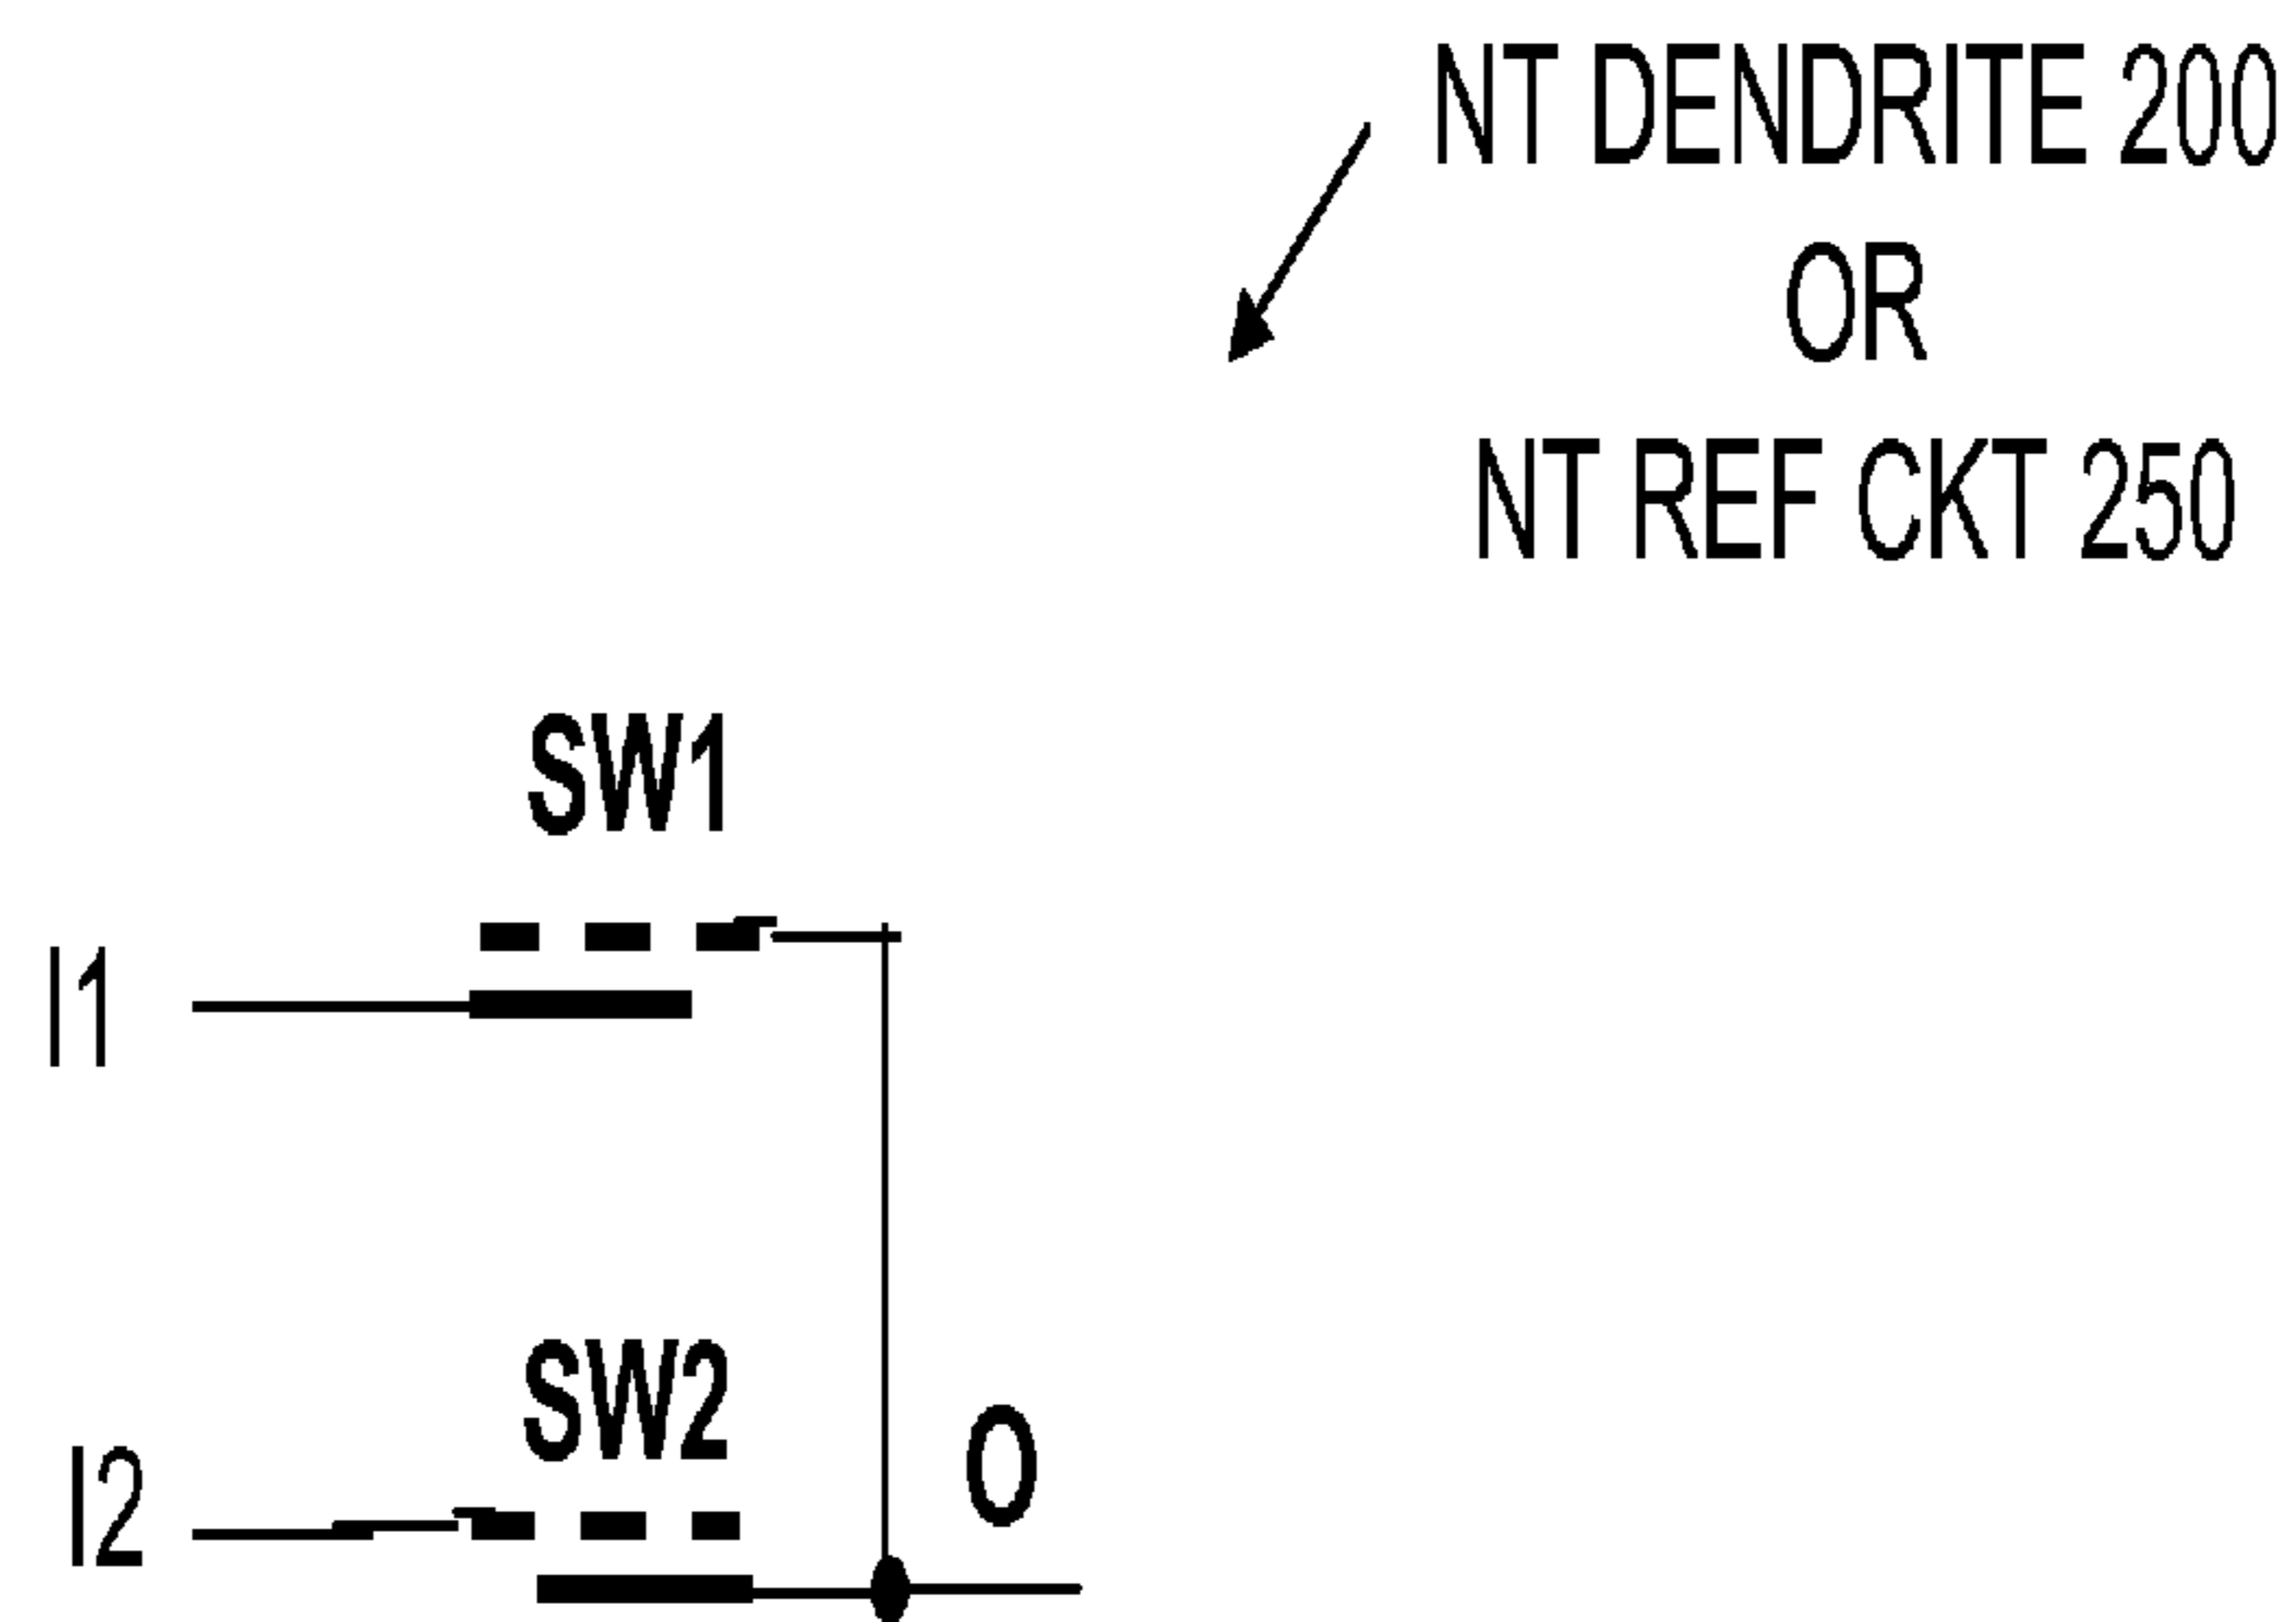 NT DENDRITE 200
OR
NT REF CKT 250
SW1
I1
SW2
O
I2